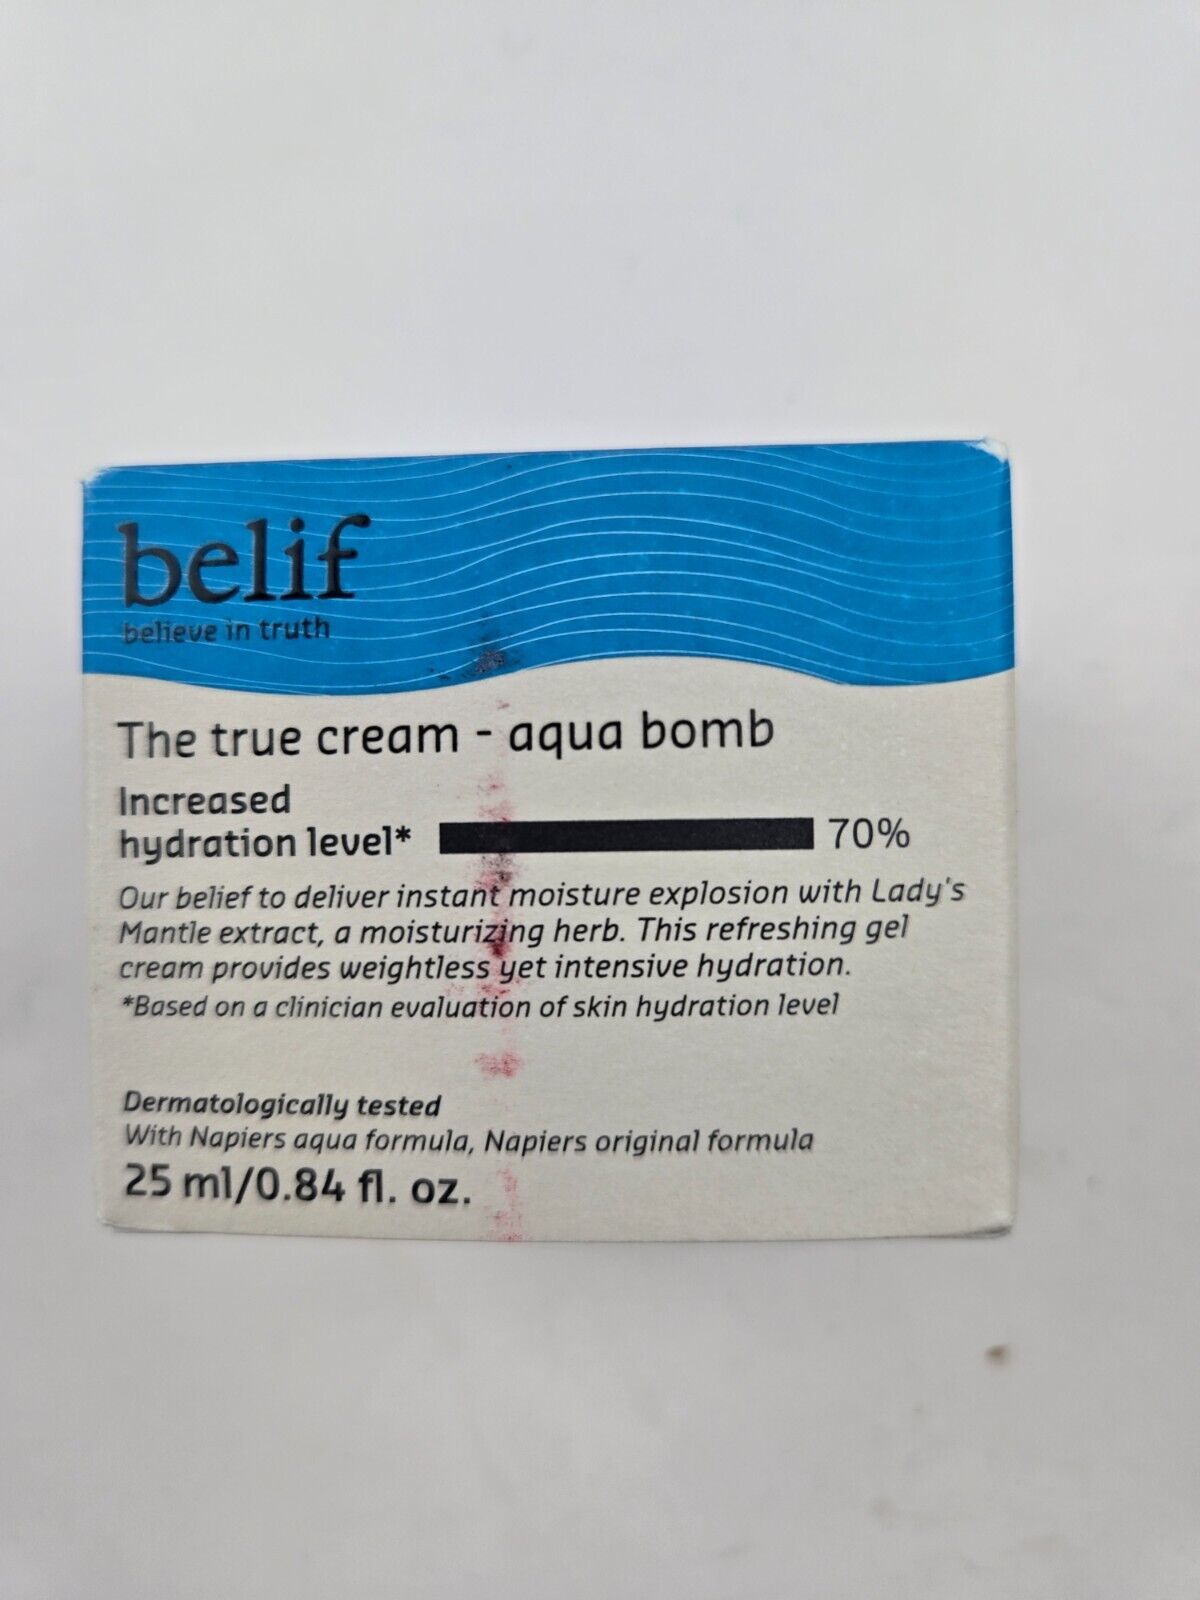 belif
believe in truth
The true cream - aqua bomb
Increased
hydration level* 70%
Our belief to deliver instant moisture explosion with Lady's
Mantle extract, a moisturizing herb. This refreshing gel
cream provides weightless yet intensive hydration.
*Based on a clinician evaluation of skin hydration level
Dermatologically tested
With Napiers aqua formula, Napiers original formula
25 ml/0.84 fl. oz.